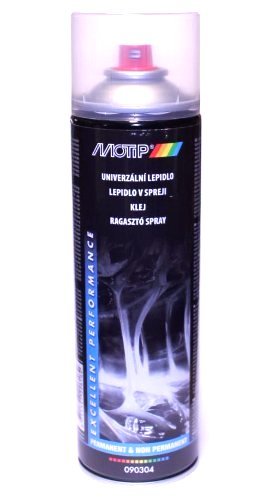 MOTIP
UNIVERZÁLNÍ LEPIDLO
LEPIDLO V SPREJI
KLEJ
RAGASZTÓ SPRAY
EXCELLENT PERFORMANCE
PERMANENT & NON PERMANENT
090304